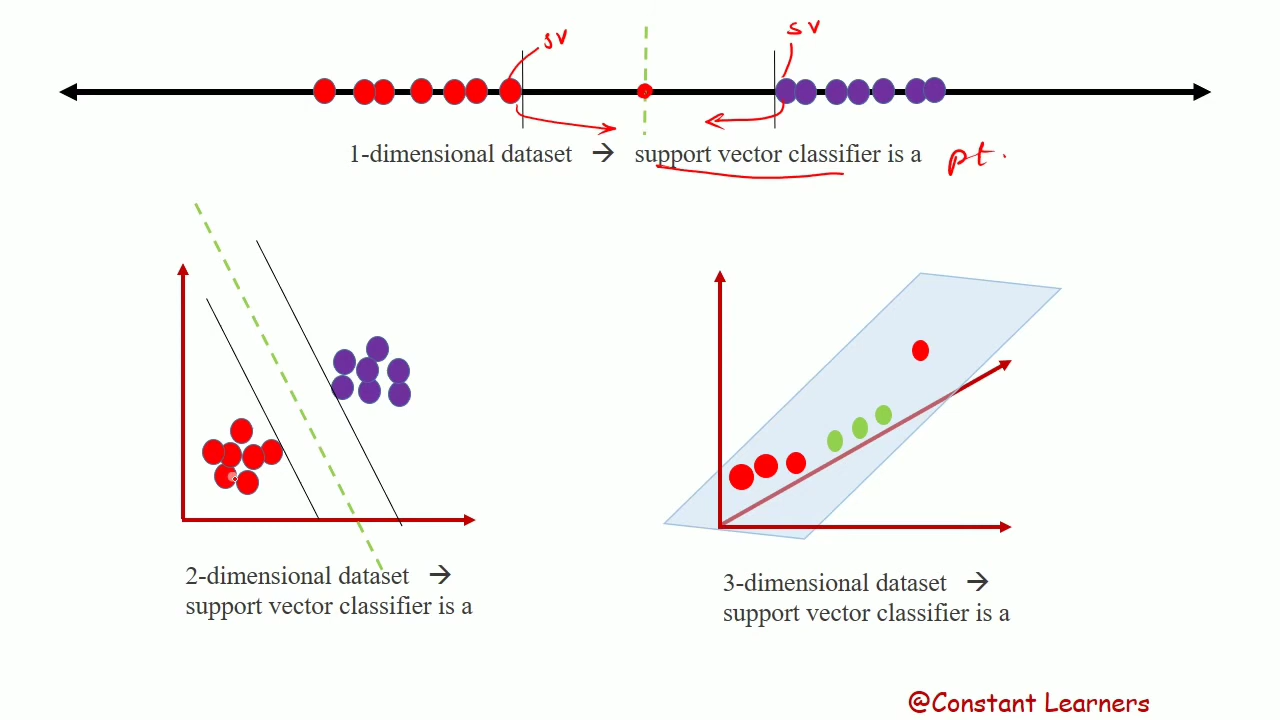 sv
sv
1-dimensional dataset → support vector classifier is a pt.
2-dimensional dataset →
support vector classifier is a
3-dimensional dataset →
support vector classifier is a
@Constant Learners